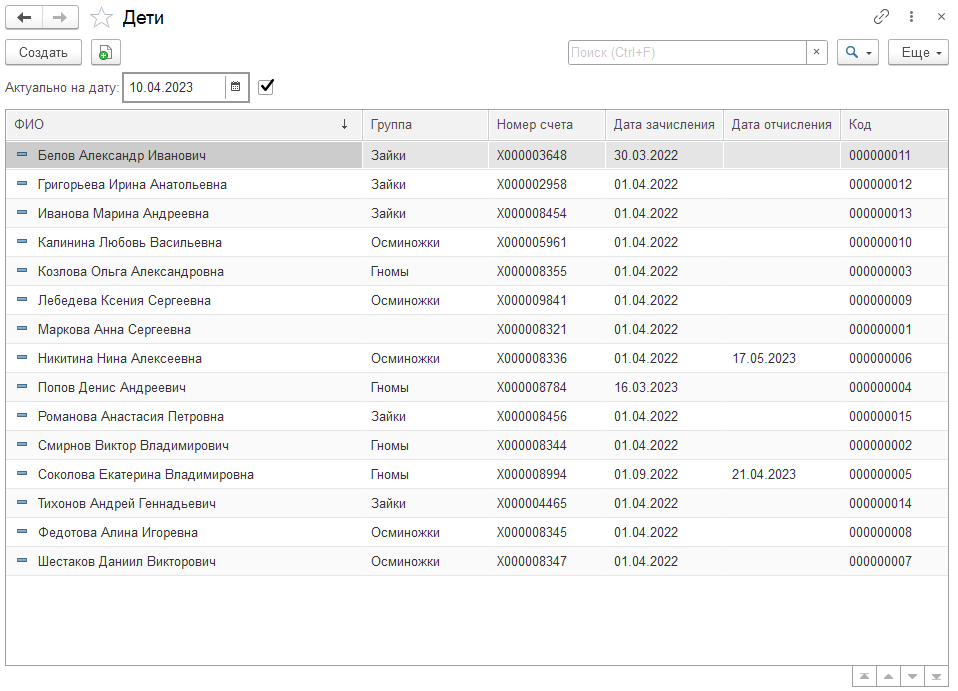 Дети
Создать Поиск (Ctrl+F) × Еще
Актуально на дату: 10.04.2023
ФИО ↓ Группа Номер счета Дата зачисления Дата отчисления Код
Белов Александр Иванович Зайки X000003648 30.03.2022 000000011
Григорьева Ирина Анатольевна Зайки X000002958 01.04.2022 000000012
Иванова Марина Андреевна Зайки X000008454 01.04.2022 000000013
Калинина Любовь Васильевна Осминожки X000005961 01.04.2022 000000010
Козлова Ольга Александровна Гномы X000008355 01.04.2022 000000003
Лебедева Ксения Сергеевна Осминожки X000009841 01.04.2022 000000009
Маркова Анна Сергеевна X000008321 01.04.2022 000000001
Никитина Нина Алексеевна Осминожки X000008336 01.04.2022 17.05.2023 000000006
Попов Денис Андреевич Гномы X000008784 16.03.2023 000000004
Романова Анастасия Петровна Зайки X000008456 01.04.2022 000000015
Смирнов Виктор Владимирович Гномы X000008344 01.04.2022 000000002
Соколова Екатерина Владимировна Гномы X000008994 01.09.2022 21.04.2023 000000005
Тихонов Андрей Геннадьевич Зайки X000004465 01.04.2022 000000014
Федотова Алина Игоревна Осминожки X000008345 01.04.2022 000000008
Шестаков Даниил Викторович Осминожки X000008347 01.04.2022 000000007